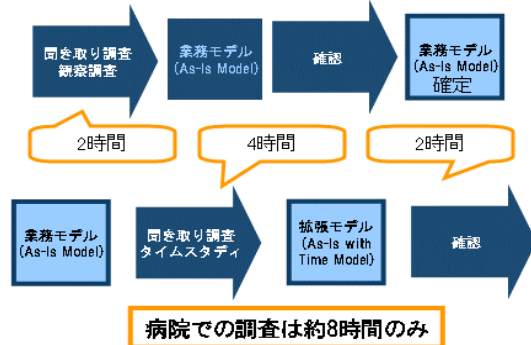 聞き取り調査
観察調査
業務モデル
(As-Is Model)
確認
業務モデル
(As-Is Model)
確定
2時間
4時間
2時間
業務モデル
(As-Is Model)
聞き取り調査
タイムスタディ
拡張モデル
(As-Is with
Time Model)
確認
病院での調査は約8時間のみ